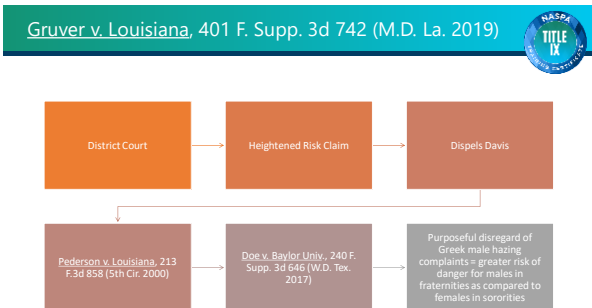 Gruver v. Louisiana, 401 F. Supp. 3d 742 (M.D. La. 2019)
NASPA
TITLE
IX
TRAINING CERTIFICATE
District Court
Heightened Risk Claim
Dispels Davis
Pederson v. Louisiana, 213
F.3d 858 (5th Cir. 2000)
Doe v. Baylor Univ., 240 F.
Supp. 3d 646 (W.D. Tex.
2017)
Purposeful disregard of
Greek male hazing
complaints = greater risk of
danger for males in
fraternities as compared to
females in sororities